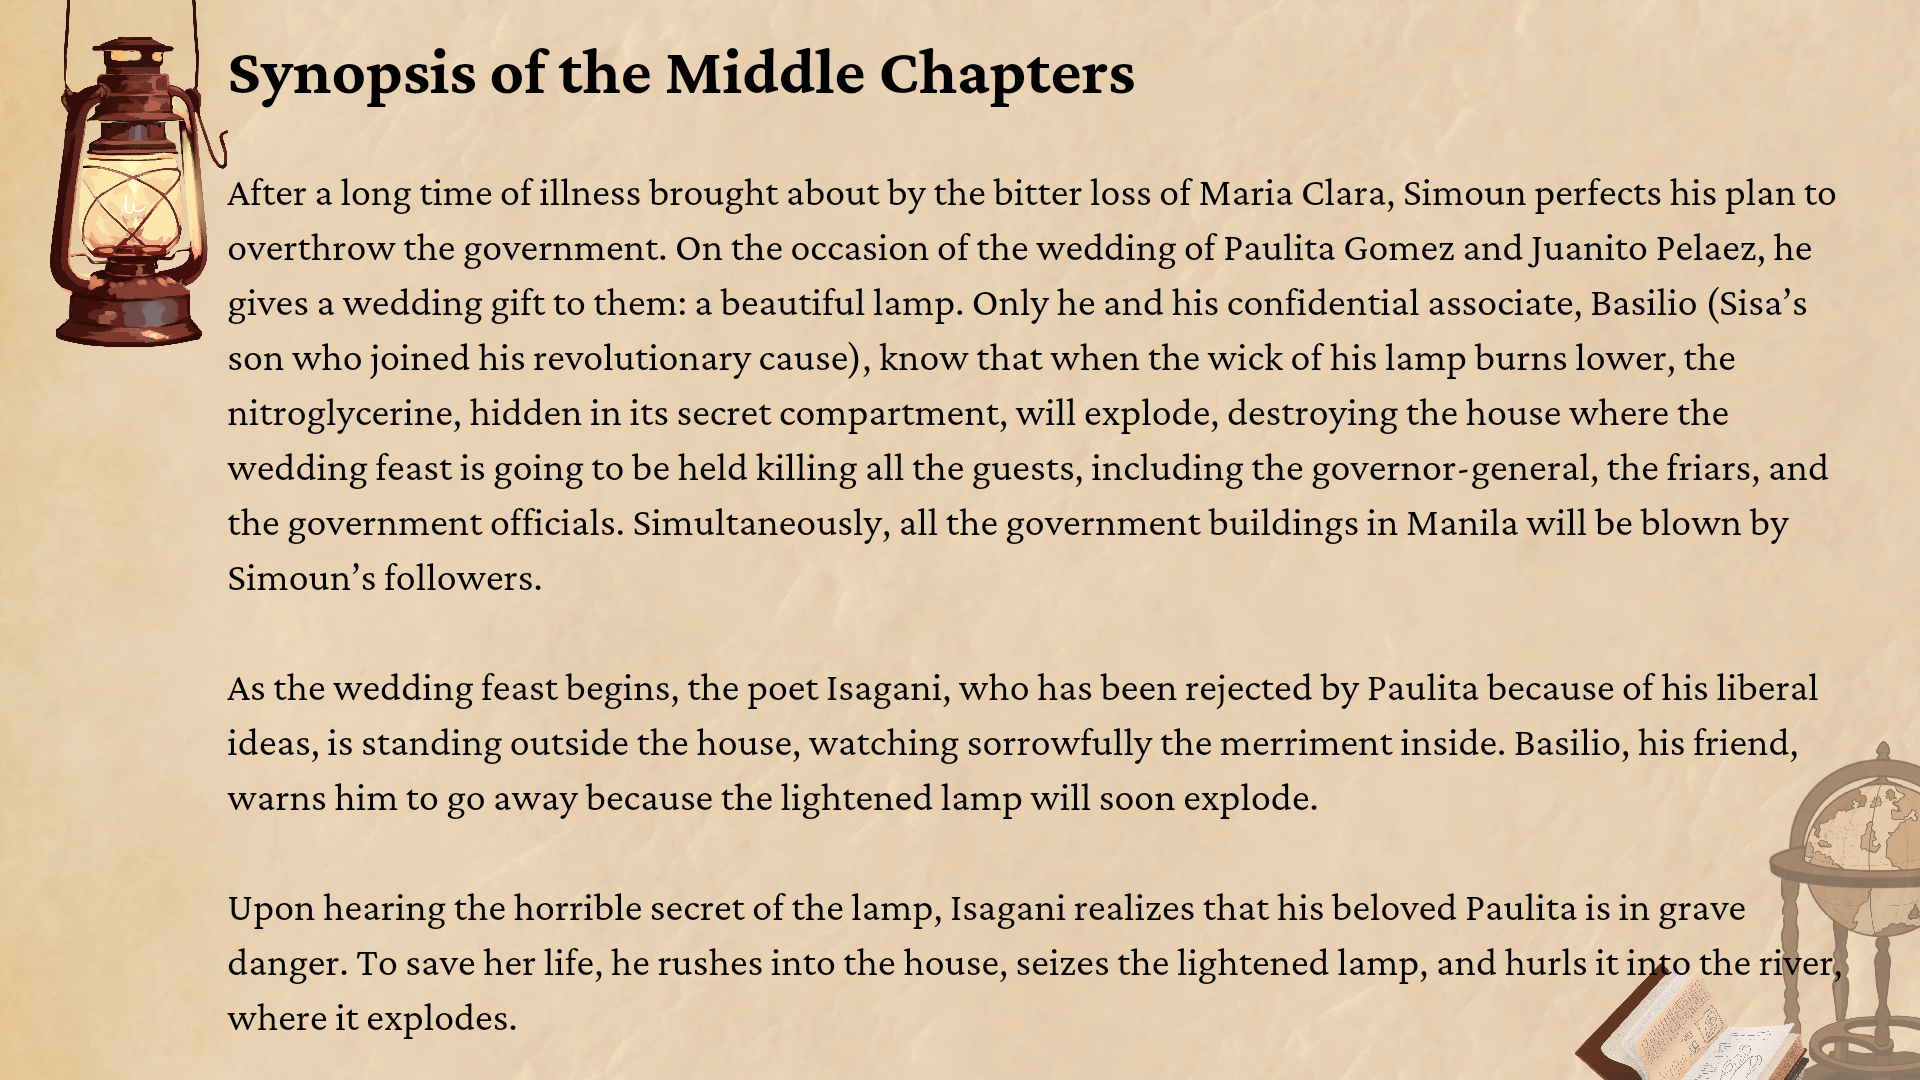 Synopsis of the Middle Chapters
After a long time of illness brought about by the bitter loss of Maria Clara, Simoun perfects his plan to
overthrow the government. On the occasion of the wedding of Paulita Gomez and Juanito Pelaez, he
gives a wedding gift to them: a beautiful lamp. Only he and his confidential associate, Basilio (Sisa’s
son who joined his revolutionary cause), know that when the wick of his lamp burns lower, the
nitroglycerine, hidden in its secret compartment, will explode, destroying the house where the
wedding feast is going to be held killing all the guests, including the governor-general, the friars, and
the government officials. Simultaneously, all the government buildings in Manila will be blown by
Simoun’s followers.
As the wedding feast begins, the poet Isagani, who has been rejected by Paulita because of his liberal
ideas, is standing outside the house, watching sorrowfully the merriment inside. Basilio, his friend,
warns him to go away because the lightened lamp will soon explode.
Upon hearing the horrible secret of the lamp, Isagani realizes that his beloved Paulita is in grave
danger. To save her life, he rushes into the house, seizes the lightened lamp, and hurls it into the river,
where it explodes.